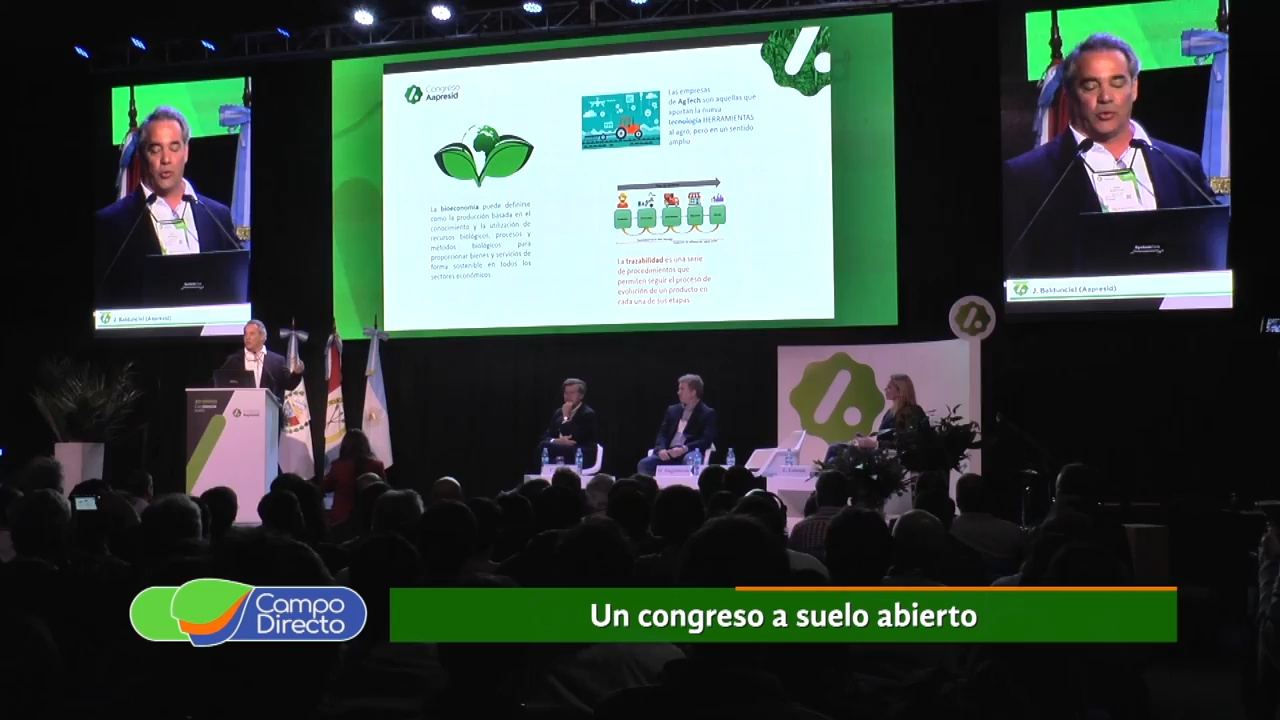 Congreso
Aapresid
Las empresas
de AgTech son aquellas que
aportan la nueva
tecnología HERRAMIENTAS
al agro, pero en un sentido
amplio
La bioeconomía puede definirse
como la producción basada en el
conocimiento y la utilización de
recursos biológicos, procesos y
métodos biológicos para
proporcionar bienes y servicios de
forma sostenible en todos los
sectores económicos
La trazabilidad es una serie
de procedimientos que
permiten seguir el proceso de
evolución de un producto en
cada una de sus etapas
J. Baldunciel (Aapresid)
J. Baldunciel (Aapresid)
Aapresid
Campo
Directo
Un congreso a suelo abierto